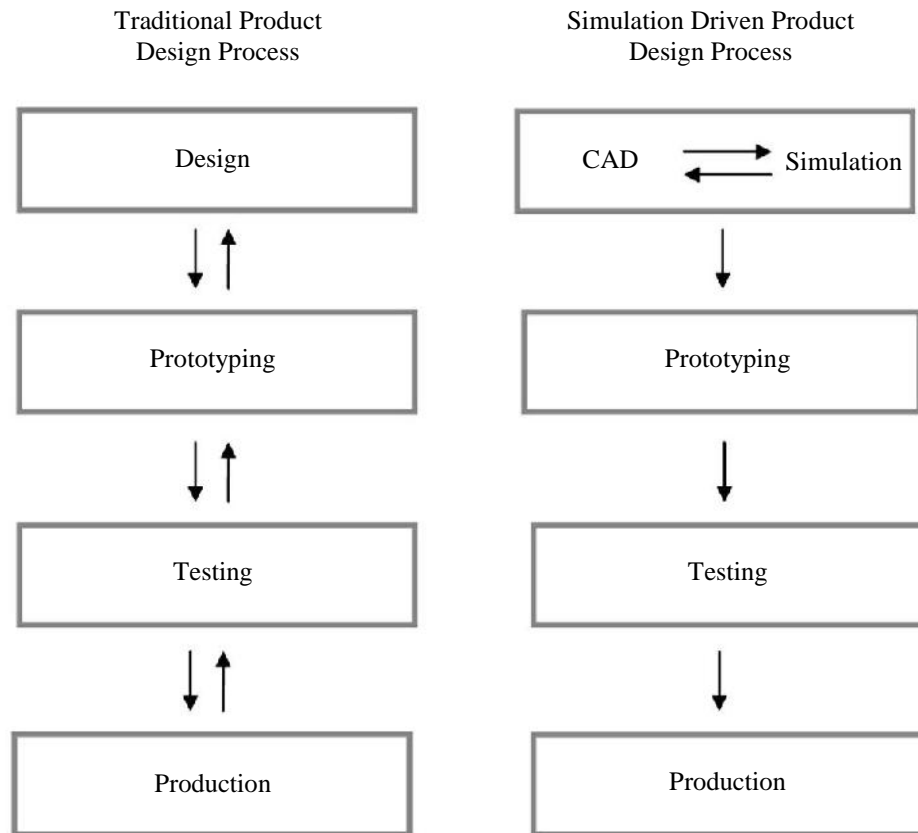 Traditional Product
Design Process
Simulation Driven Product
Design Process
Design
CAD
Simulation
Prototyping
Prototyping
Testing
Testing
Production
Production